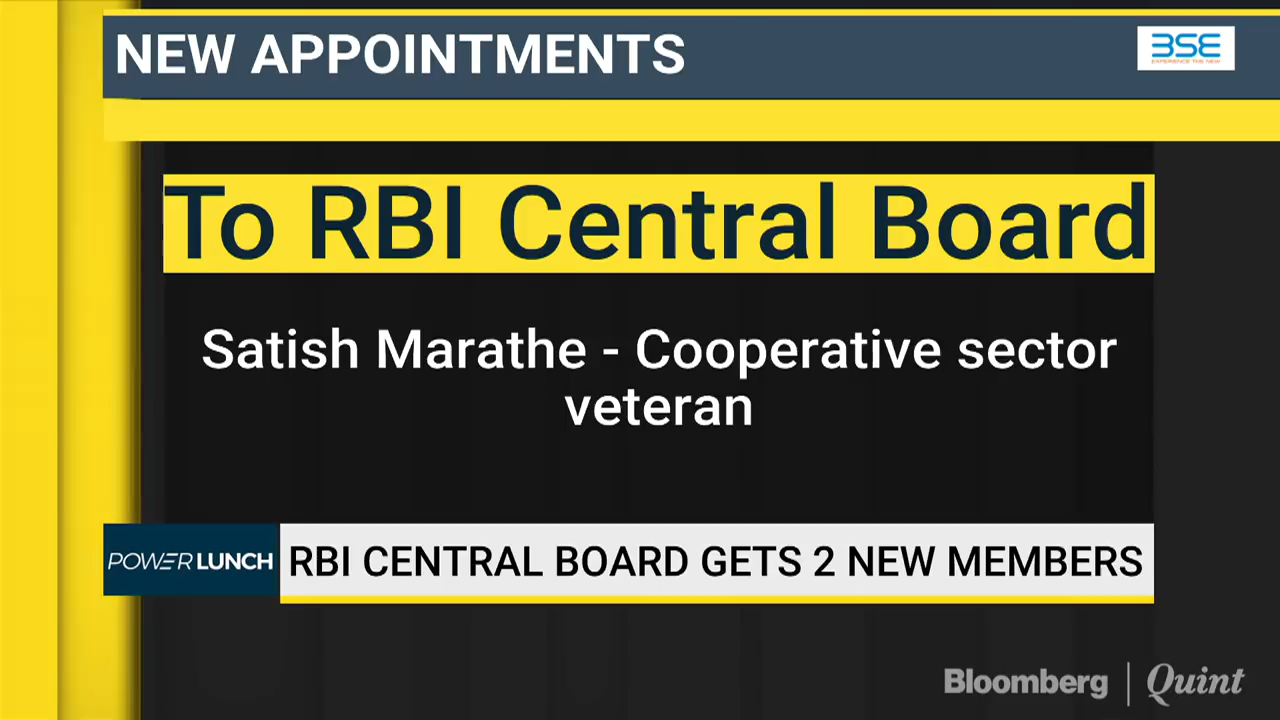 NEW APPOINTMENTS
BSE
EXPERIENCE THE NEW
To RBI Central Board
Satish Marathe - Cooperative sector
veteran
POWER LUNCH
RBI CENTRAL BOARD GETS 2 NEW MEMBERS
Bloomberg | Quint